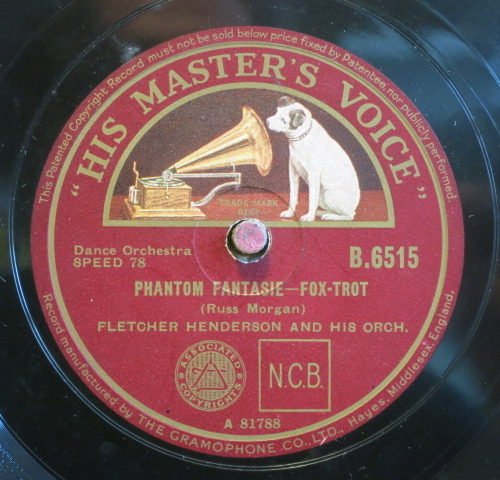 This Patented Copyright Record must not be sold below price fixed by Patentee, nor publicly performed.
"HIS MASTER'S VOICE"
TRADE MARK
REGD
Dance Orchestra
SPEED 78
B.6515
PHANTOM FANTASIE—FOX-TROT
(Russ Morgan)
FLETCHER HENDERSON AND HIS ORCH.
ASSOCIATED
COPYRIGHTS
N.C.B.
A 81788
Record manufactured by THE GRAMOPHONE CO., LTD., Hayes, Middlesex, England.